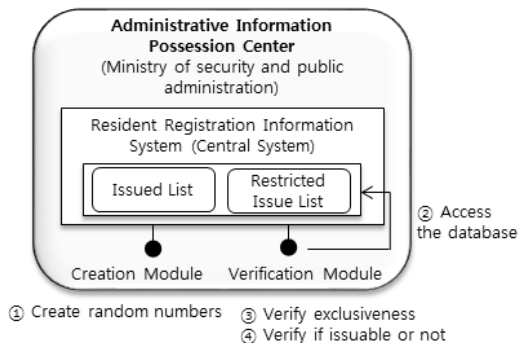 Administrative Information
Possession Center
(Ministry of security and public
administration)
Resident Registration Information
System (Central System)
Issued List
Restricted
Issue List
② Access
the database
Creation Module
Verification Module
① Create random numbers
③ Verify exclusiveness
④ Verify if issuable or not